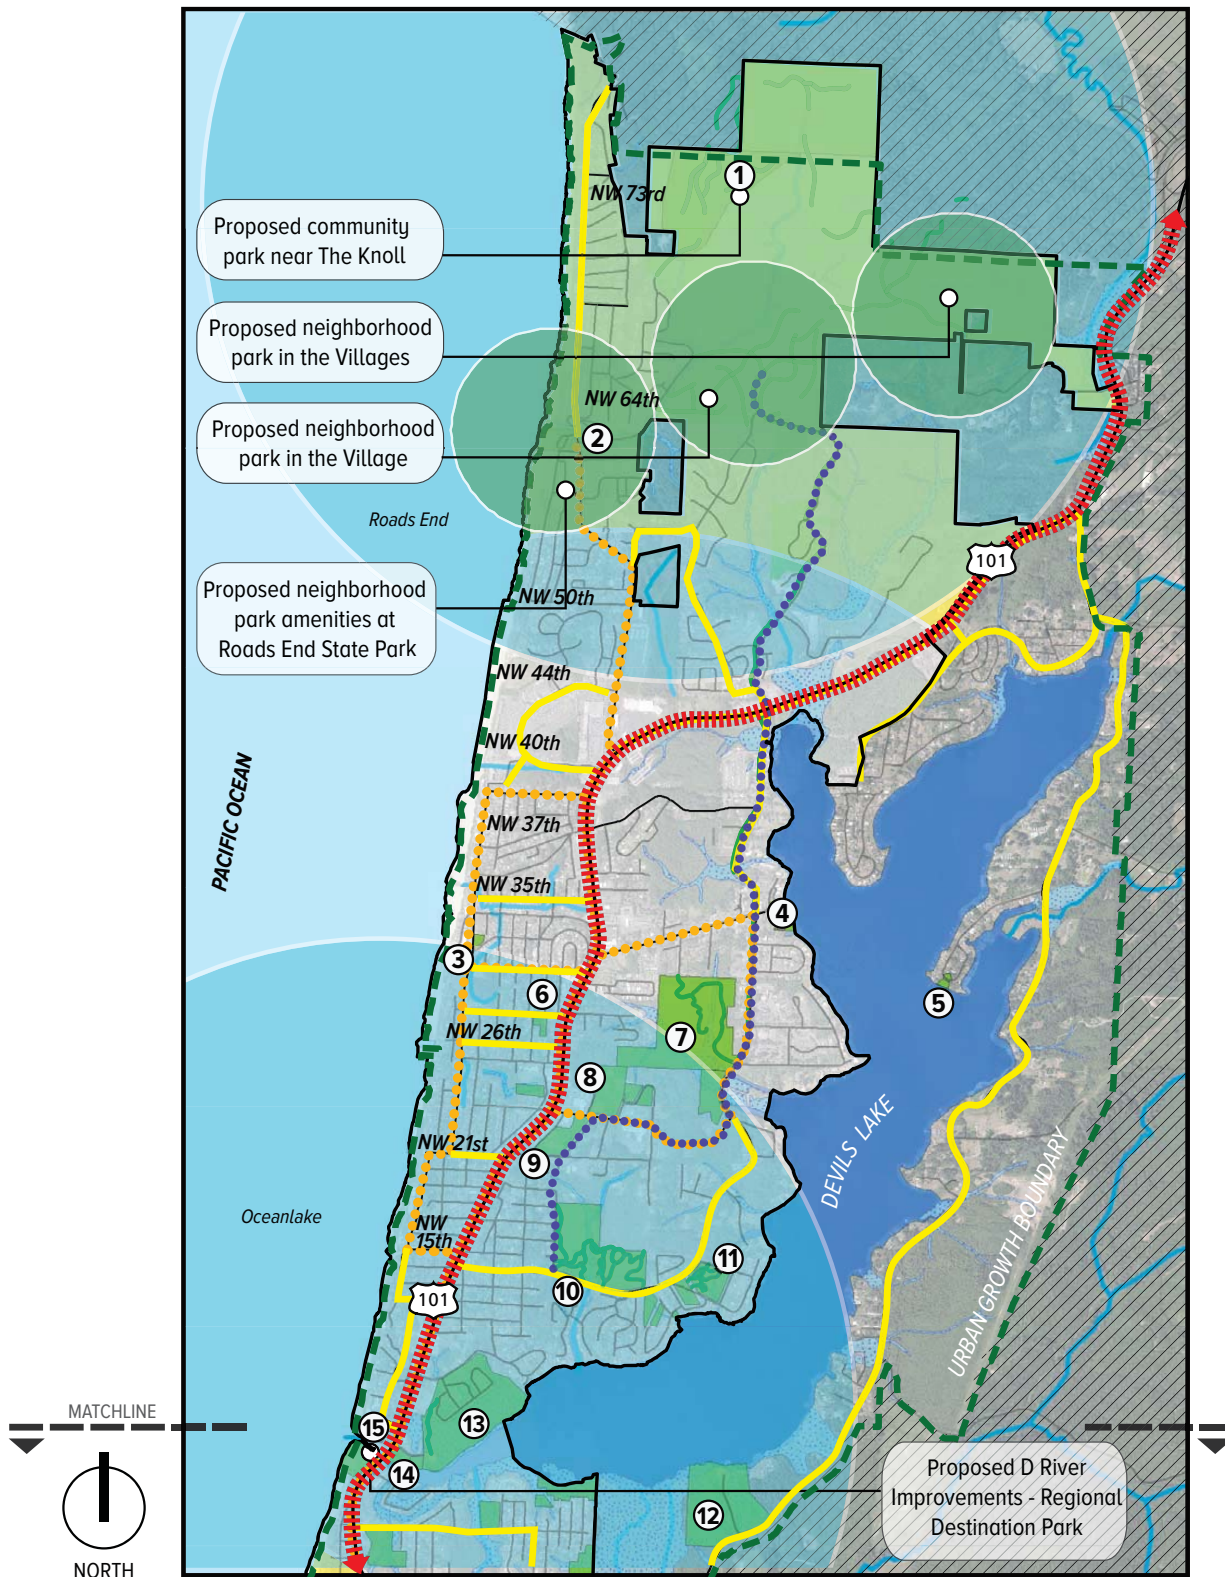 1
NW 73rd
Proposed community
park near The Knoll
Proposed neighborhood
park in the Villages
NW 64th
Proposed neighborhood
park in the Village
2
Roads End
101
Proposed neighborhood
park amenities at
Roads End State Park
NW 50th
NW 44th
NW 40th
PACIFIC OCEAN
NW 37th
NW 35th
4
3
5
6
7
NW 26th
8
DEVILS LAKE
NW 21st
9
URBAN GROWTH BOUNDARY
Oceanlake
NW
15th
11
10
101
MATCHLINE
15
13
14
Proposed D River
Improvements - Regional
Destination Park
12
NORTH